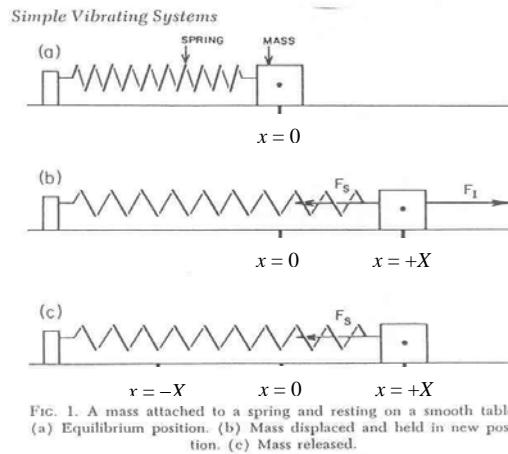 Simple Vibrating Systems
SPRING MASS
(a)
x = 0
(b) F_S F_I
x = 0 x = +X
(c) F_S
x = −X x = 0 x = +X
FIG. 1. A mass attached to a spring and resting on a smooth tabl
(a) Equilibrium position. (b) Mass displaced and held in new pos
tion. (c) Mass released.